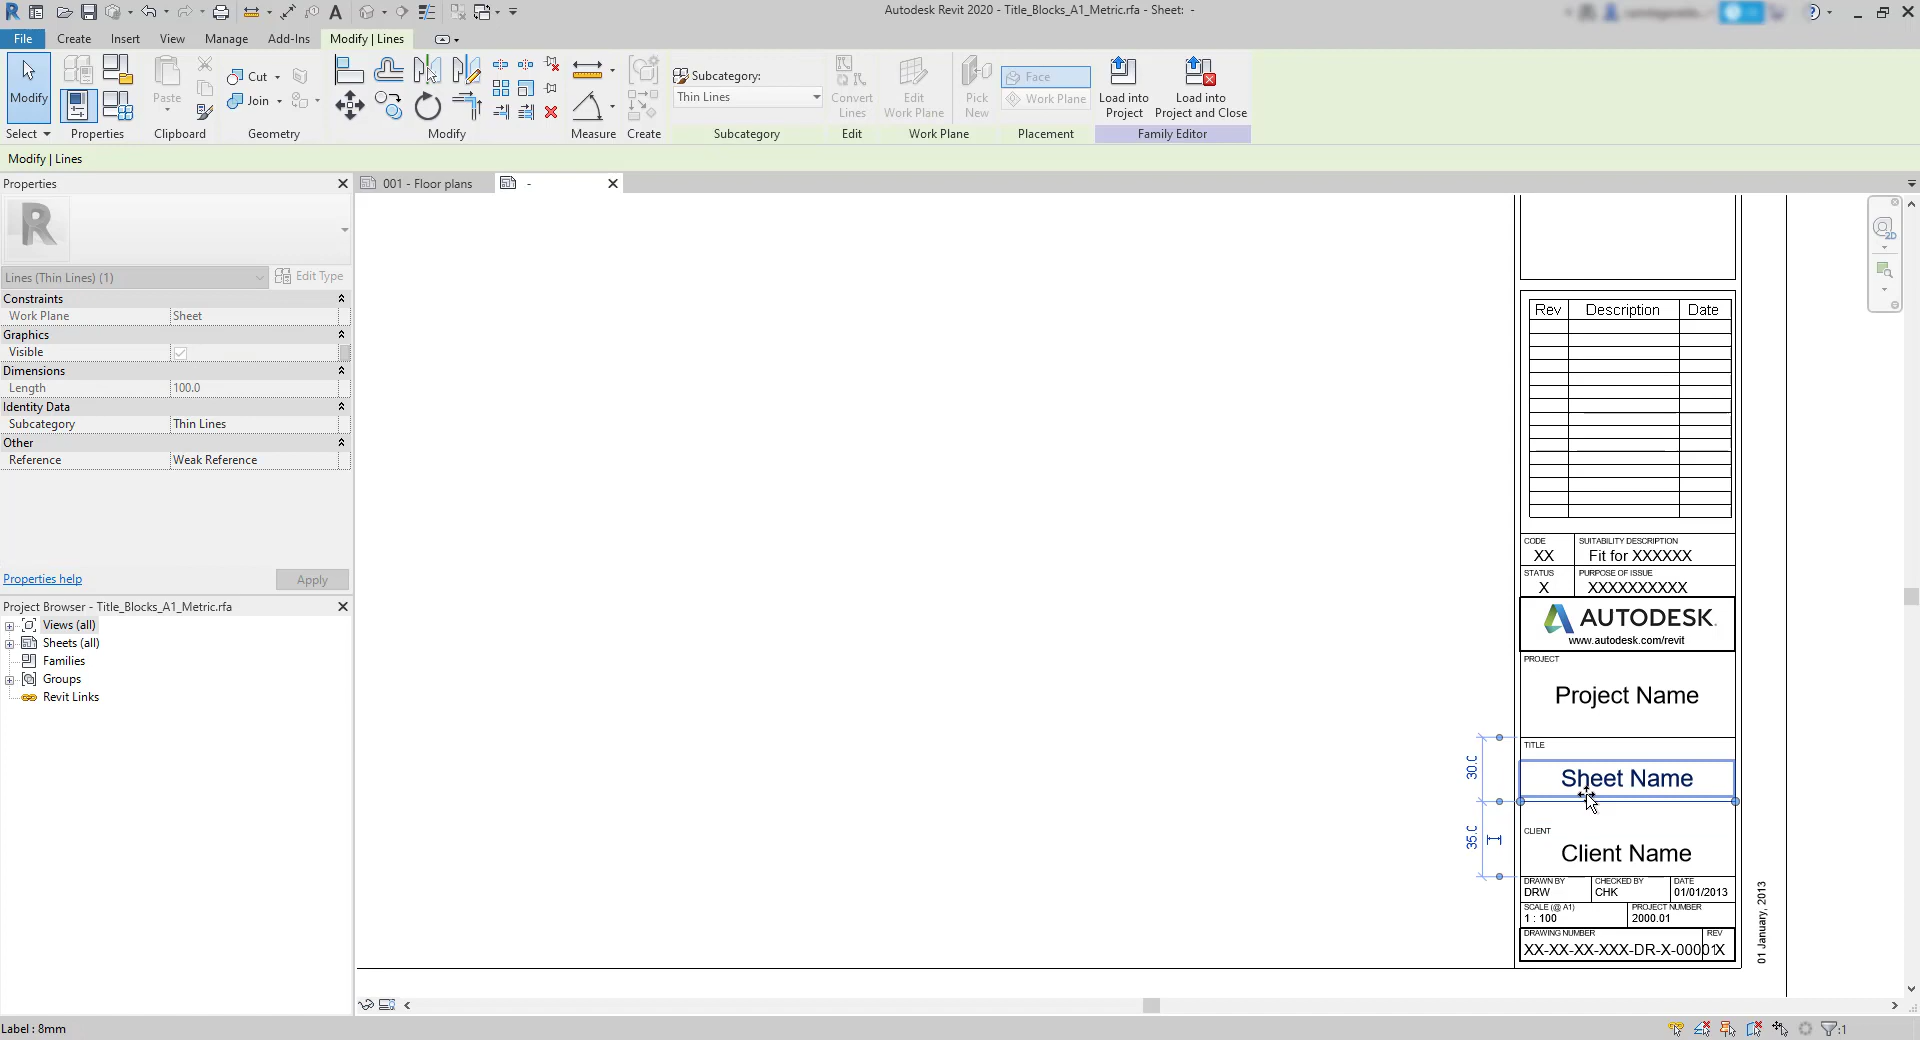 Autodesk Revit 2020 - Title_Blocks_A1_Metric.rfa - Sheet: -
File Create Insert View Manage Add-Ins Modify | Lines
Modify
Paste
Cut
Join
Subcategory:
Thin Lines
Convert Lines
Edit Work Plane
Pick New
Face
Work Plane
Load into Project
Load into Project and Close
Select Properties Clipboard Geometry Modify Measure Create Subcategory Edit Work Plane Placement Family Editor
Modify | Lines
Properties
001 - Floor plans
-
R
Lines (Thin Lines) (1)
Edit Type
Constraints
Work Plane Sheet
Graphics
Visible
Dimensions
Length 100.0
Identity Data
Subcategory Thin Lines
Other
Reference Weak Reference
Properties help
Apply
Project Browser - Title_Blocks_A1_Metric.rfa
Views (all)
Sheets (all)
Families
Groups
Revit Links
2D
Rev Description Date
CODE SUITABILITY DESCRIPTION
XX Fit for XXXXXX
STATUS PURPOSE OF ISSUE
X XXXXXXXXXX
AUTODESK.
www.autodesk.com/revit
PROJECT
Project Name
TITLE
30.0
Sheet Name
35.0
CLIENT
Client Name
DRAWN BY CHECKED BY DATE
DRW CHK 01/01/2013
SCALE (@ A1) PROJECT NUMBER
1 : 100 2000.01
DRAWING NUMBER REV
XX-XX-XX-XXX-DR-X-00001 X
01 January, 2013
Label : 8mm
:1